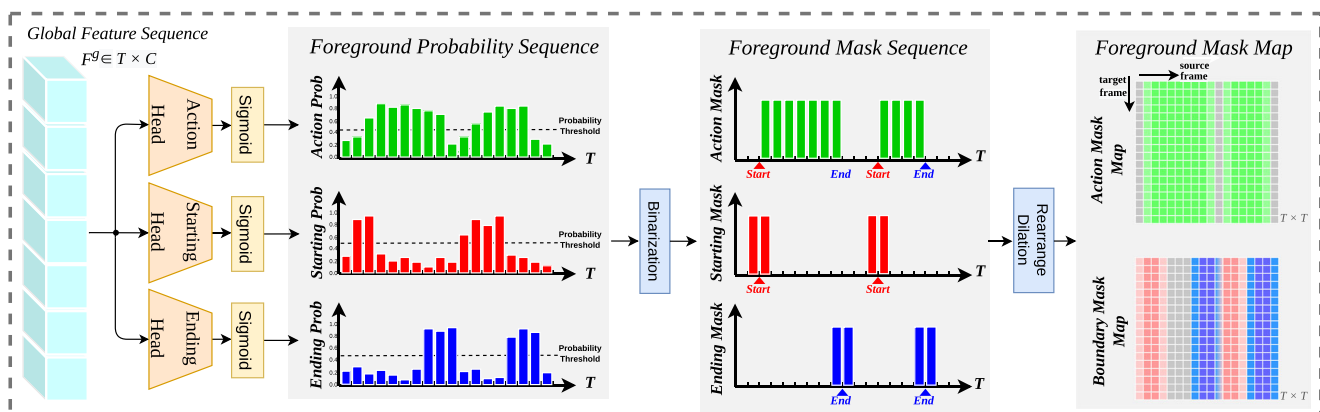 Global Feature Sequence
F^g ∈ T × C
Action
Head
Sigmoid
Starting
Head
Sigmoid
Ending
Head
Sigmoid
Foreground Probability Sequence
Action Prob
Probability
Threshold
T
Starting Prob
Probability
Threshold
T
Ending Prob
Probability
Threshold
T
Binarization
Foreground Mask Sequence
Action Mask
Start
End
Start
End
T
Starting Mask
Start
Start
T
Ending Mask
End
End
T
Rearrange
Dilation
Foreground Mask Map
source
frame
target
frame
Action Mask
Map
T × T
Boundary Mask
Map
T × T